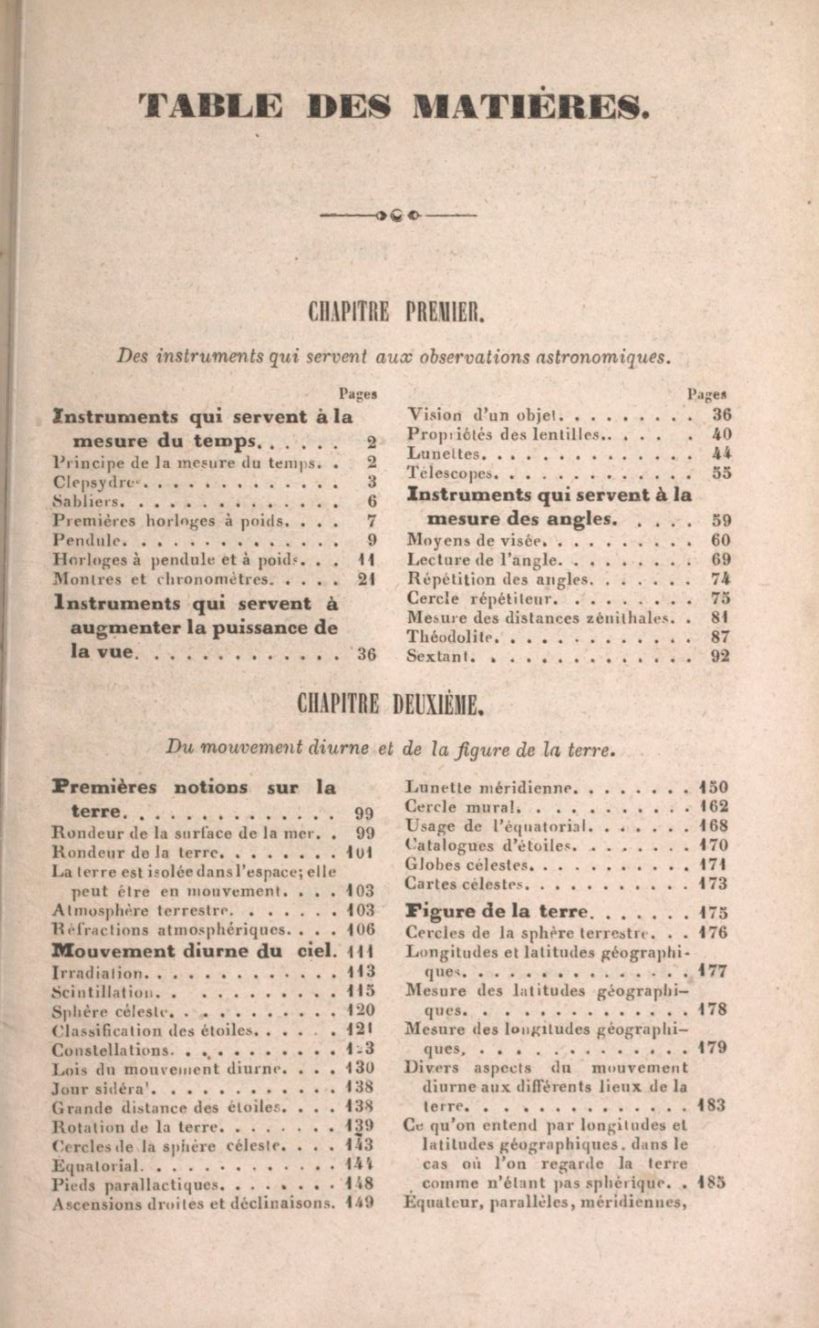 TABLE DES MATIÈRES.
CHAPITRE PREMIER.
Des instruments qui servent aux observations astronomiques.
Pages
Instruments qui servent à la
mesure du temps. . . . . . 2
Principe de la mesure du temps. . 2
Clepsydre. . . . . . . . . . . . . 3
Sabliers. . . . . . . . . . . . . . 6
Premières horloges à poids. . . . 7
Pendule. . . . . . . . . . . . . . 9
Horloges à pendule et à poids. . . 11
Montres et chronomètres. . . . . 21
Instruments qui servent à
augmenter la puissance de
la vue. . . . . . . . . . . . . 36
Pages
Vision d'un objet. . . . . . . . . 36
Propriétés des lentilles. . . . . 40
Lunettes. . . . . . . . . . . . . 44
Télescopes. . . . . . . . . . . . 55
Instruments qui servent à la
mesure des angles. . . . . 59
Moyens de visée. . . . . . . . . . 60
Lecture de l'angle. . . . . . . . . 69
Répétition des angles. . . . . . . 74
Cercle répétiteur. . . . . . . . . 75
Mesure des distances zénithales. . 81
Théodolite. . . . . . . . . . . . . 87
Sextant. . . . . . . . . . . . . . 92
CHAPITRE DEUXIÈME.
Du mouvement diurne et de la figure de la terre.
Premières notions sur la
terre. . . . . . . . . . . . . . 99
Rondeur de la surface de la mer. . 99
Rondeur de la terre. . . . . . . . 101
La terre est isolée dans l'espace; elle
peut être en mouvement. . . . 103
Atmosphère terrestre. . . . . . . 103
Réfractions atmosphériques. . . . 106
Mouvement diurne du ciel. 111
Irradiation. . . . . . . . . . . . . 113
Scintillation. . . . . . . . . . . 115
Sphère céleste. . . . . . . . . . . 120
Classification des étoiles. . . . . . 121
Constellations. . . . . . . . . . . 123
Lois du mouvement diurne. . . . 130
Jour sidéral. . . . . . . . . . . . 138
Grande distance des étoiles. . . . 138
Rotation de la terre. . . . . . . . 139
Cercles de la sphère céleste. . . . 143
Équatorial. . . . . . . . . . . . . 144
Pieds parallactiques. . . . . . . . 148
Ascensions droites et déclinaisons. 149
Lunette méridienne. . . . . . . . 150
Cercle mural. . . . . . . . . . . . 162
Usage de l'équatorial. . . . . . . 168
Catalogues d'étoiles. . . . . . . . 170
Globes célestes. . . . . . . . . . . 171
Cartes célestes. . . . . . . . . . . 173
Figure de la terre. . . . . . . 175
Cercles de la sphère terrestre. . . 176
Longitudes et latitudes géographi-
ques. . . . . . . . . . . . . . . 177
Mesure des latitudes géographi-
ques. . . . . . . . . . . . . . . 178
Mesure des longitudes géographi-
ques. . . . . . . . . . . . . . . 179
Divers aspects du mouvement
diurne aux différents lieux de la
terre. . . . . . . . . . . . . . . 183
Ce qu'on entend par longitudes et
latitudes géographiques, dans le
cas où l'on regarde la terre
comme n'étant pas sphérique. . 185
Équateur, parallèles, méridiennes,